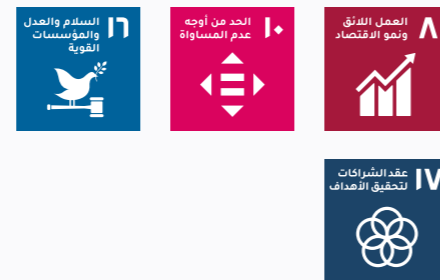 ٨ العمل اللائق
ونمو الاقتصاد
١٠ الحد من أوجه
عدم المساواة
١٦ السلام والعدل
والمؤسسات
القوية
١٧ عقد الشراكات
لتحقيق الأهداف